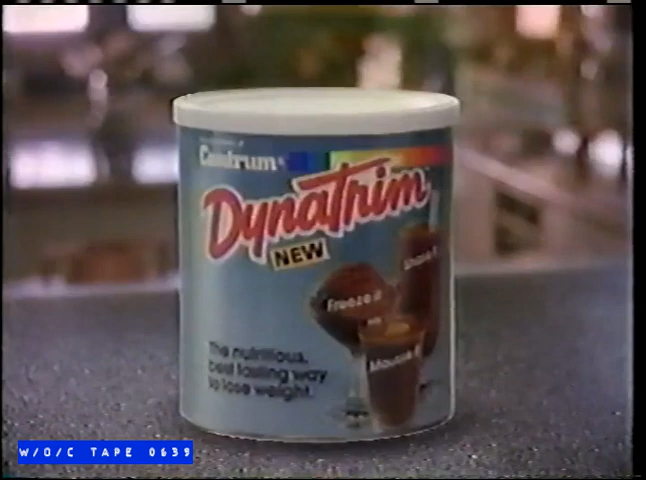 Centrum
Dynatrim
NEW
Shake it
Freeze it
Mousse it
The nutritious,
best tasting way
to lose weight.
W/O/C TAPE 0639